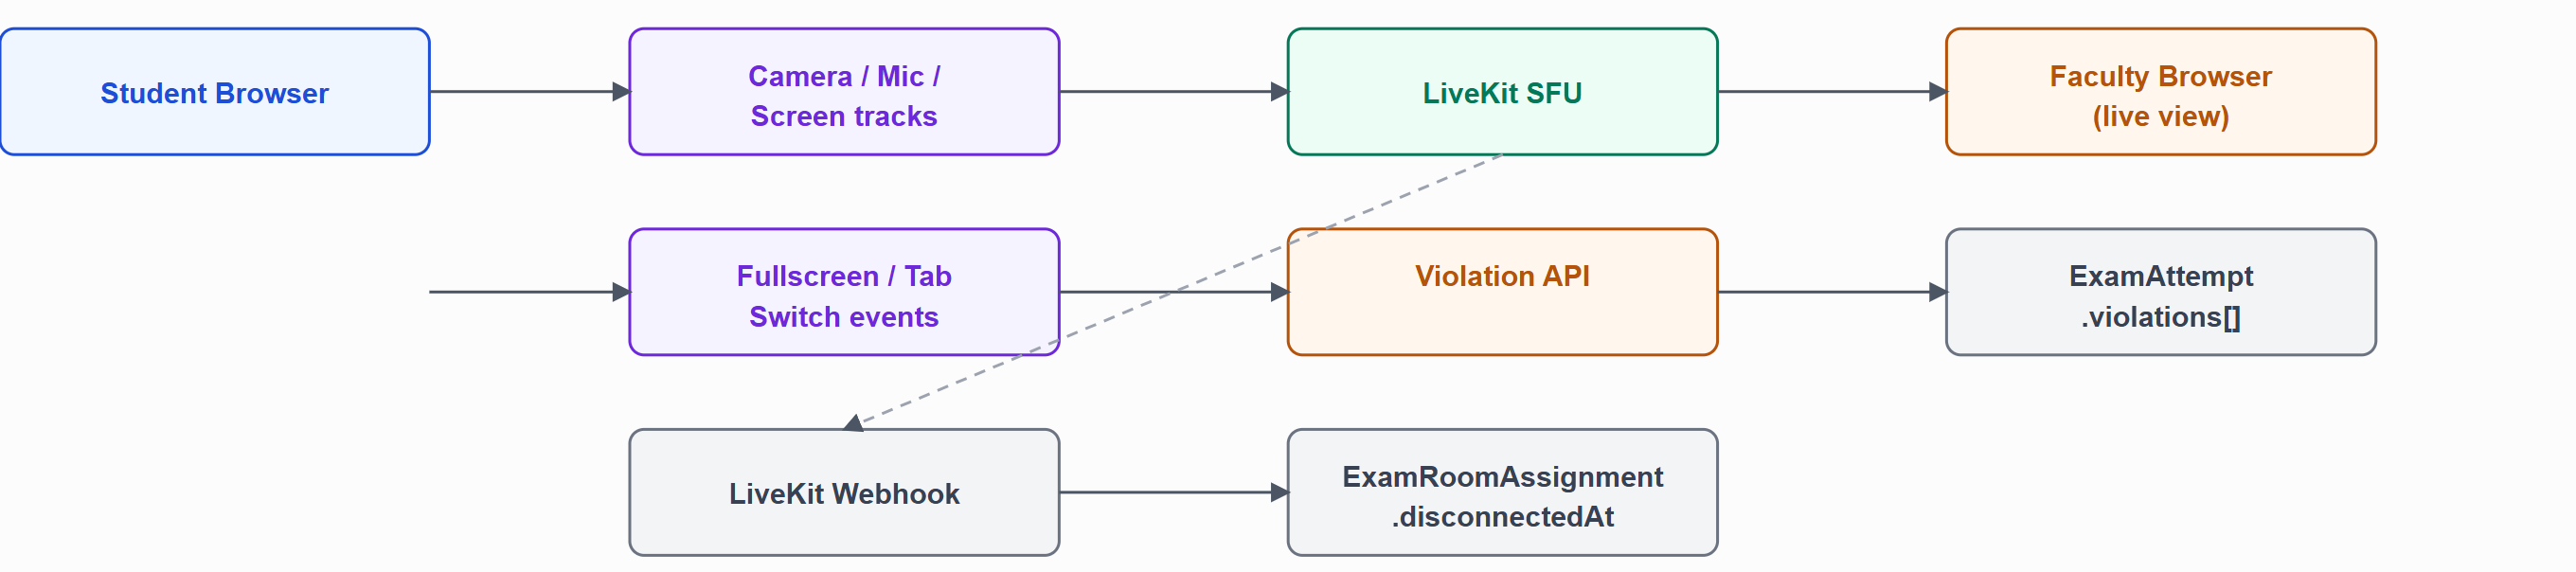 Student Browser
Camera / Mic /
Screen tracks
LiveKit SFU
Faculty Browser
(live view)
Fullscreen / Tab
Switch events
Violation API
ExamAttempt
.violations[]
LiveKit Webhook
ExamRoomAssignment
.disconnectedAt